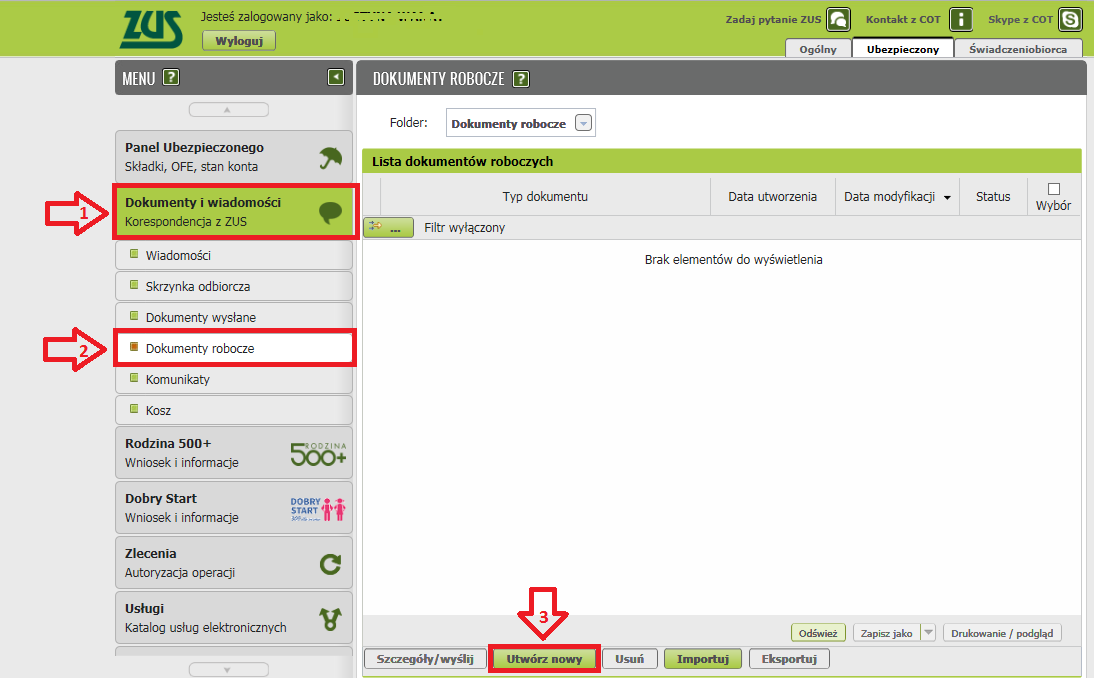 ZUS
Jesteś zalogowany jako:
Wyloguj
Zadaj pytanie ZUS
Kontakt z COT
Skype z COT
Ogólny
Ubezpieczony
Świadczeniobiorca
MENU ?
DOKUMENTY ROBOCZE ?
Folder:
Dokumenty robocze
Panel Ubezpieczonego
Składki, OFE, stan konta
1
Dokumenty i wiadomości
Korespondencja z ZUS
Wiadomości
Skrzynka odbiorcza
Dokumenty wysłane
2
Dokumenty robocze
Komunikaty
Kosz
Rodzina 500+
Wniosek i informacje
RODZINA
500+
Dobry Start
Wniosek i informacje
DOBRY
START
Zlecenia
Autoryzacja operacji
Usługi
Katalog usług elektronicznych
Lista dokumentów roboczych
Typ dokumentu
Data utworzenia
Data modyfikacji
Status
Wybór
...
Filtr wyłączony
Brak elementów do wyświetlenia
3
Odśwież
Zapisz jako
Drukowanie / podgląd
Szczegóły/wyślij
Utwórz nowy
Usuń
Importuj
Eksportuj